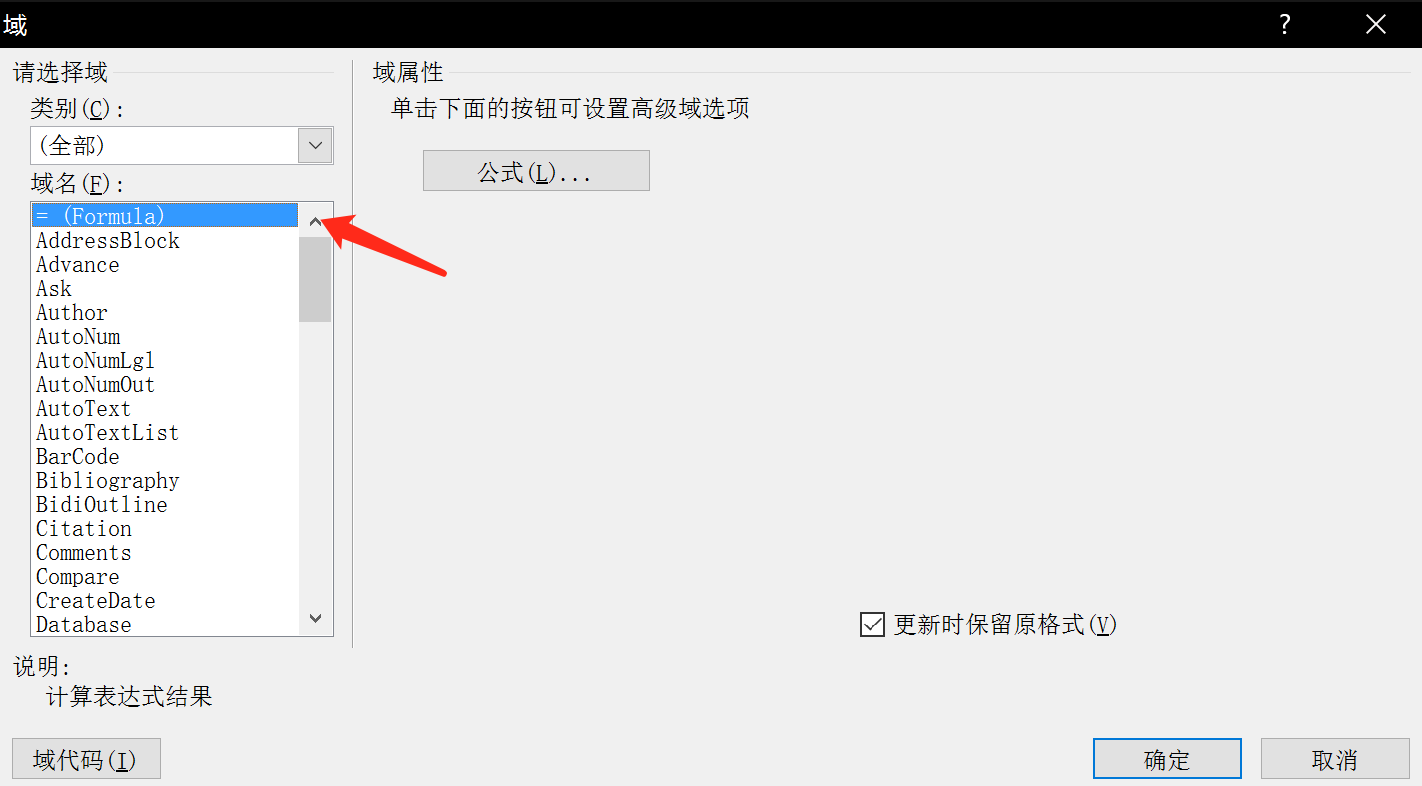 域
请选择域
类别(C):
(全部)
域名(F):
= (Formula)
AddressBlock
Advance
Ask
Author
AutoNum
AutoNumLgl
AutoNumOut
AutoText
AutoTextList
BarCode
Bibliography
BidiOutline
Citation
Comments
Compare
CreateDate
Database
域属性
单击下面的按钮可设置高级域选项
公式(L)...
更新时保留原格式(V)
说明:
计算表达式结果
域代码(I)
确定
取消